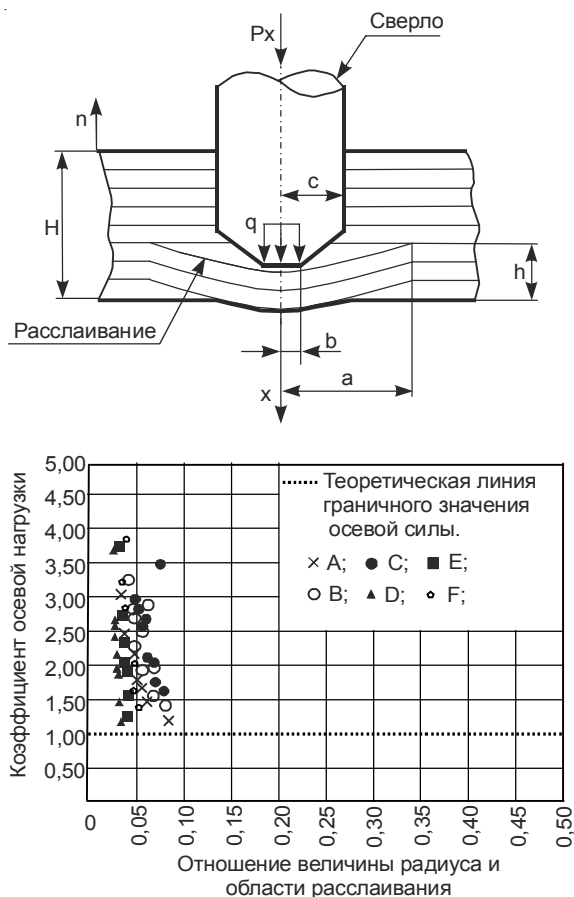 Px
Сверло
n
c
H
q
h
Расслаивание
b
a
x
5,00
4,50
4,00
3,00
3,00
2,50
2,00
1,50
1,00
0,50
Коэффициент осевой нагрузки
Теоретическая линия
граничного значения
осевой силы.
A; C; E;
B; D; F;
0 0,05 0,10 0,15 0,20 0,25 0,30 0,35 0,40 0,45 0,50
Отношение величины радиуса и
области расслаивания